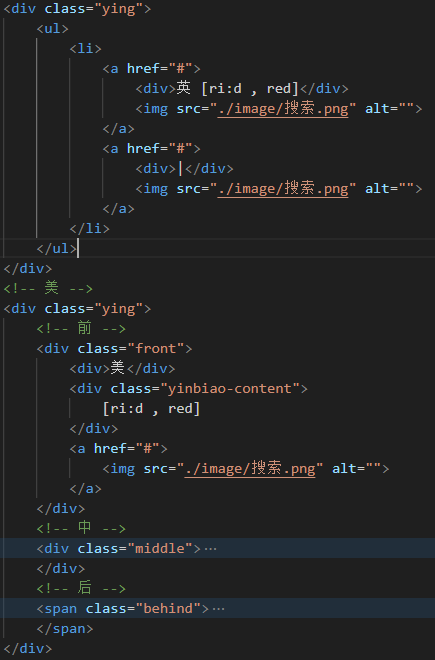 <div class="ying">
    <ul>
        <li>
            <a href="#">
                <div>英 [ri:d , red]</div>
                <img src="./image/搜索.png" alt="">
            </a>
            <a href="#">
                <div>|</div>
                <img src="./image/搜索.png" alt="">
            </a>
        </li>
    </ul>
</div>
<!-- 美 -->
<div class="ying">
    <!-- 前 -->
    <div class="front">
        <div>美</div>
        <div class="yinbiao-content">
            [ri:d , red]
        </div>
        <a href="#">
            <img src="./image/搜索.png" alt="">
        </a>
    </div>
    <!-- 中 -->
    <div class="middle">⋯
    </div>
    <!-- 后 -->
    <span class="behind">⋯
    </span>
</div>